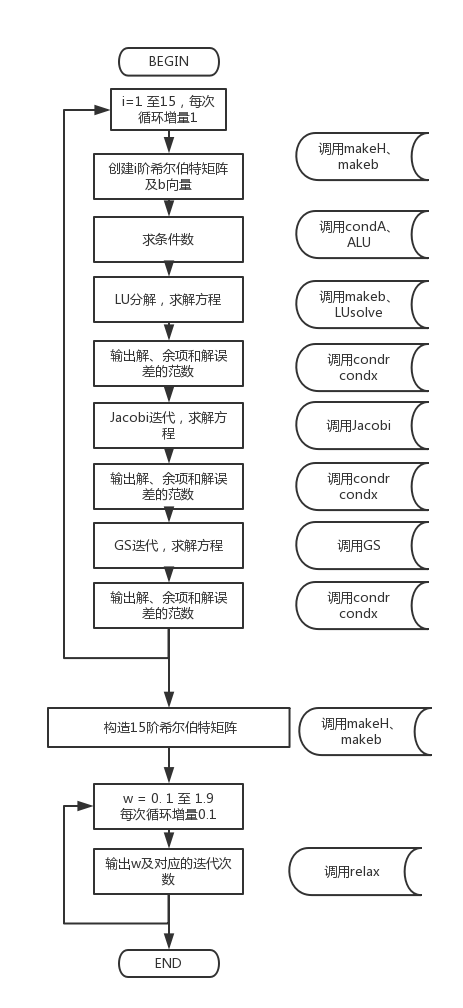 BEGIN
i=1 至15，每次
循环增量1
创建i阶希尔伯特矩阵
及b向量
调用makeH、
makeb
求条件数
调用condA、
ALU
LU分解，求解方程
调用makeb、
LUsolve
输出解、余项和解误
差的范数
调用condr
condx
Jacobi迭代，求解方
程
调用Jacobi
输出解、余项和解误
差的范数
调用condr
condx
GS迭代，求解方程
调用GS
输出解、余项和解误
差的范数
调用condr
condx
构造15阶希尔伯特矩阵
调用makeH、
makeb
w = 0. 1 至 1.9
每次循环增量0.1
输出w及对应的迭代次
数
调用relax
END